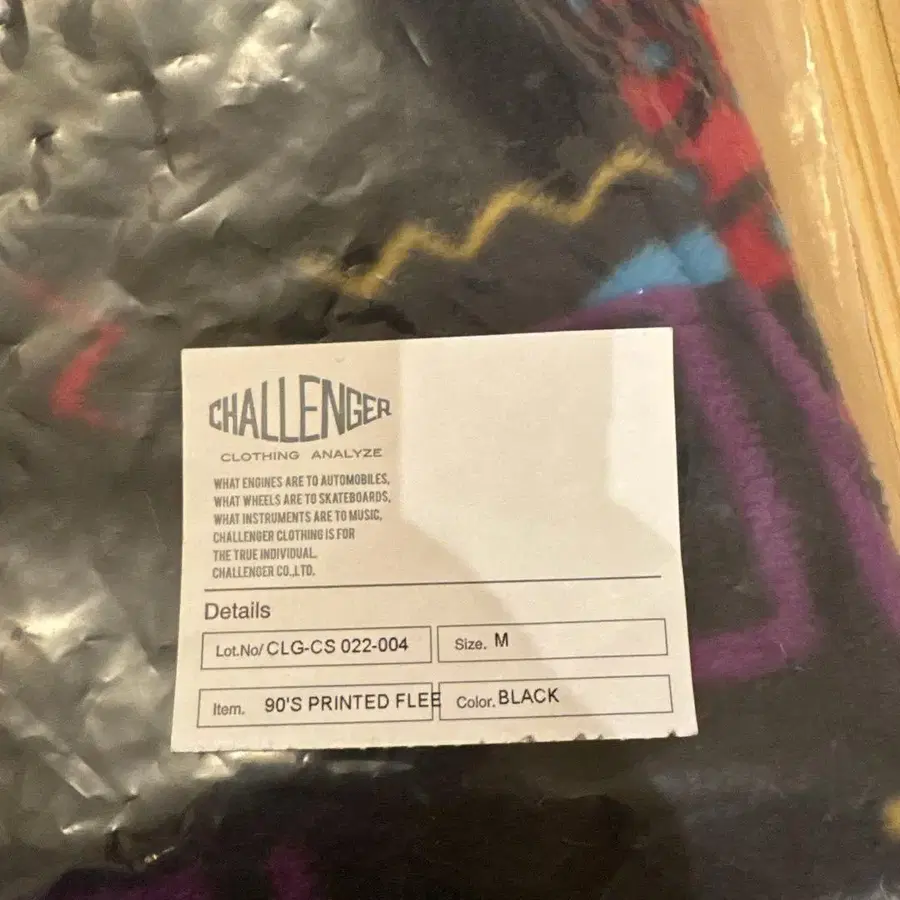 CHALLENGER
CLOTHING ANALYZE
WHAT ENGINES ARE TO AUTOMOBILES,
WHAT WHEELS ARE TO SKATEBOARDS,
WHAT INSTRUMENTS ARE TO MUSIC,
CHALLENGER CLOTHING IS FOR
THE TRUE INDIVIDUAL.
CHALLENGER CO.,LTD.
Details
Lot.No/ CLG-CS 022-004
Size. M
Item. 90'S PRINTED FLEE
Color. BLACK